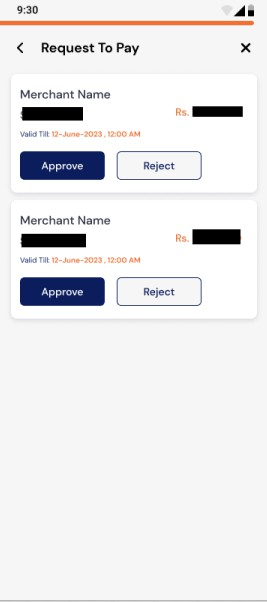 9:30
Request To Pay
Merchant Name
Rs.
Valid Till: 12-June-2023 , 12:00 AM
Approve
Reject
Merchant Name
Rs.
Valid Till: 12-June-2023 , 12:00 AM
Approve
Reject